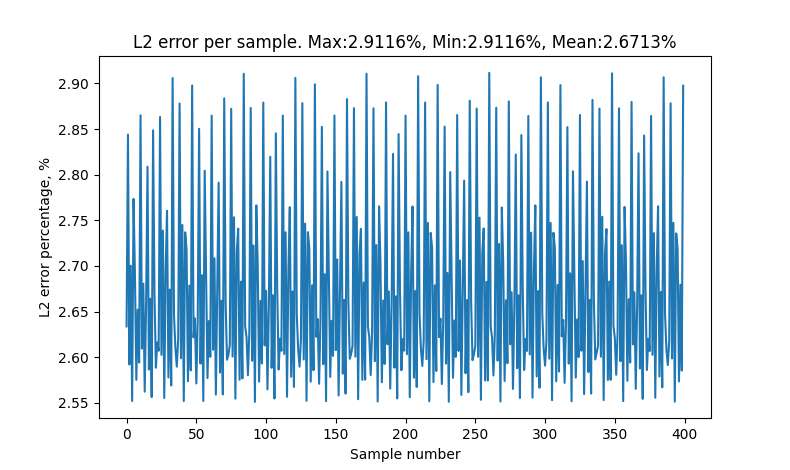 L2 error per sample. Max:2.9116%, Min:2.9116%, Mean:2.6713%
L2 error percentage, %
2.90
2.85
2.80
2.75
2.70
2.65
2.60
2.55
0 50 100 150 200 250 300 350 400
Sample number